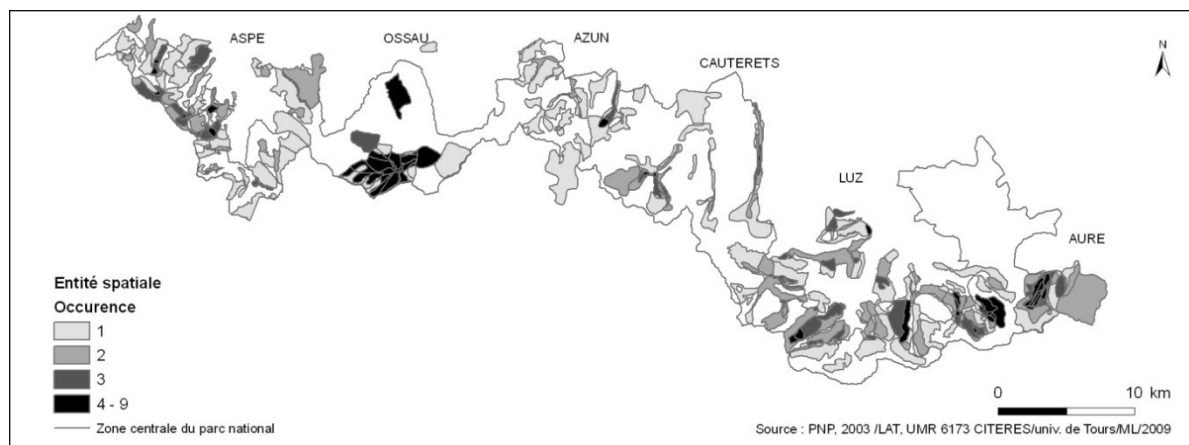 ASPE
OSSAU
AZUN
CAUTERETS
N
LUZ
AURE
Entité spatiale
Occurence
1
2
3
4 - 9
Zone centrale du parc national
0 10 km
Source : PNP, 2003 /LAT, UMR 6173 CITERES/univ. de Tours/ML/2009